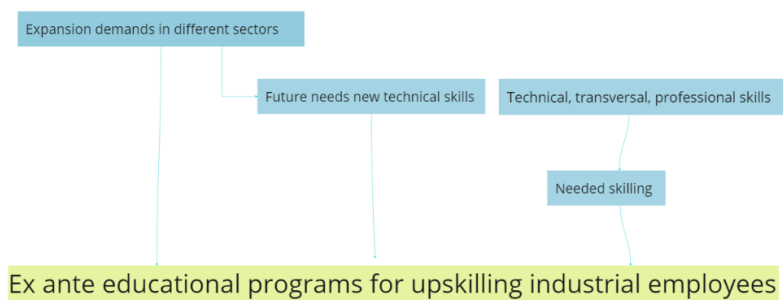 Expansion demands in different sectors
Future needs new technical skills
Technical, transversal, professional skills
Needed skilling
Ex ante educational programs for upskilling industrial employees